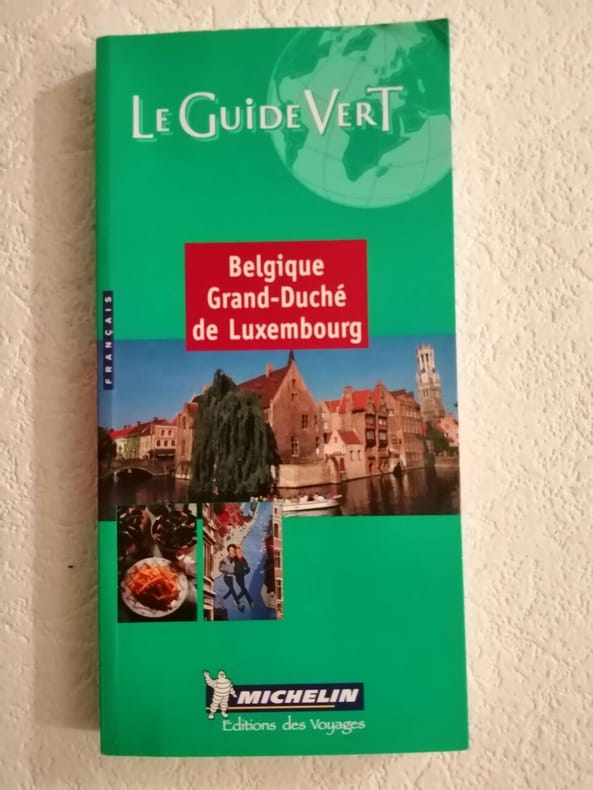 LE GUIDE VERT
Belgique
Grand-Duché
de Luxembourg
FRANÇAIS
MICHELIN
Editions des Voyages